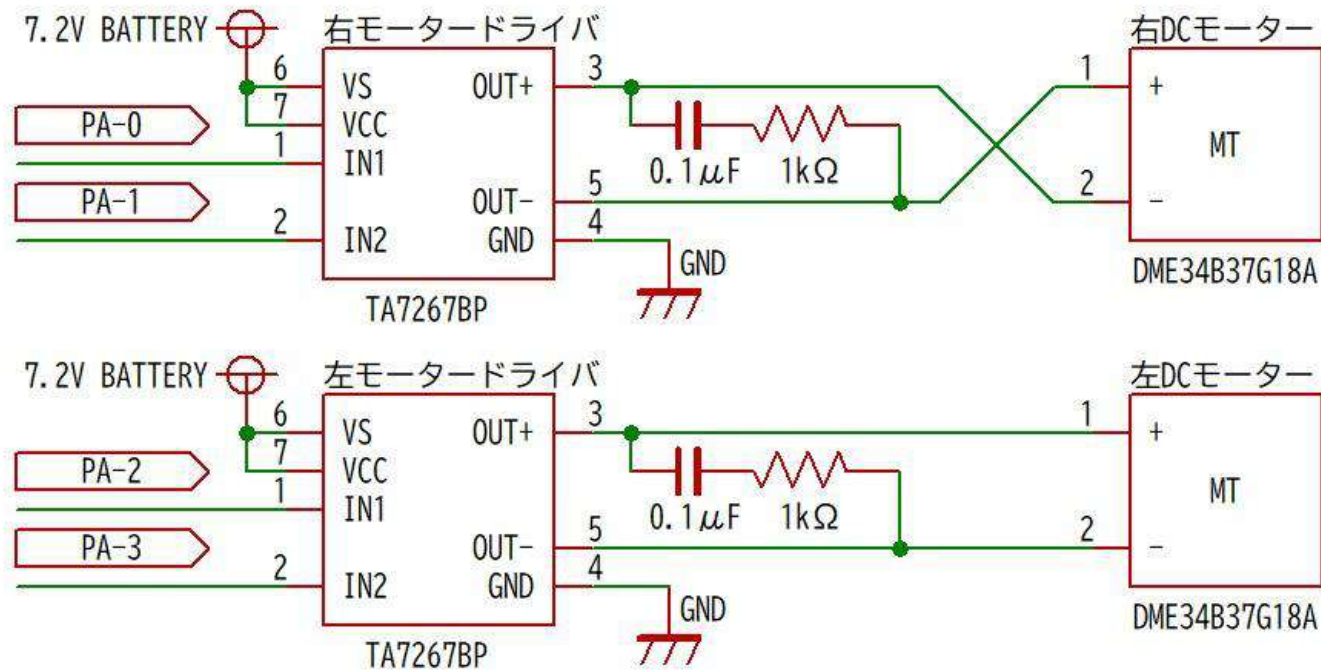 7.2V BATTERY
右モータードライバ
右DCモーター
6 VS OUT+ 3 1 +
7 VCC
PA-0
MT
1 IN1
0.1μF 1kΩ
PA-1
OUT- 5 2 -
2 IN2 GND 4
GND
DME34B37G18A
TA7267BP
7.2V BATTERY
左モータードライバ
左DCモーター
6 VS OUT+ 3 1 +
7 VCC
PA-2
MT
1 IN1
0.1μF 1kΩ
PA-3
OUT- 5 2 -
2 IN2 GND 4
GND
DME34B37G18A
TA7267BP